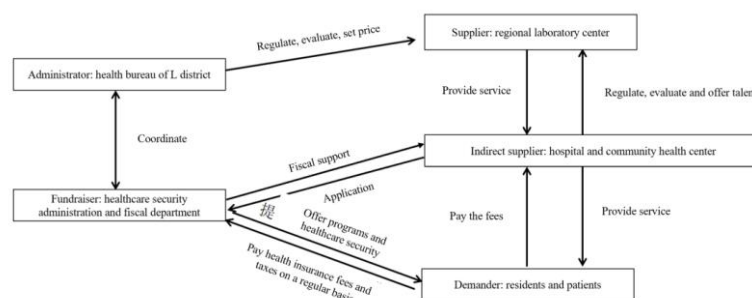 Supplier: regional laboratory center
Regulate, evaluate, set price
Administrator: health bureau of L district
Provide service
Regulate, evaluate and offer talen
Coordinate
Fiscal support
Indirect supplier: hospital and community health center
Application
Fundraiser: healthcare security
administration and fiscal department
提
Offer programs and
healthcare security
Pay the fees
Provide service
Pay health insurance fees and
taxes on a regular basis
Demander: residents and patients